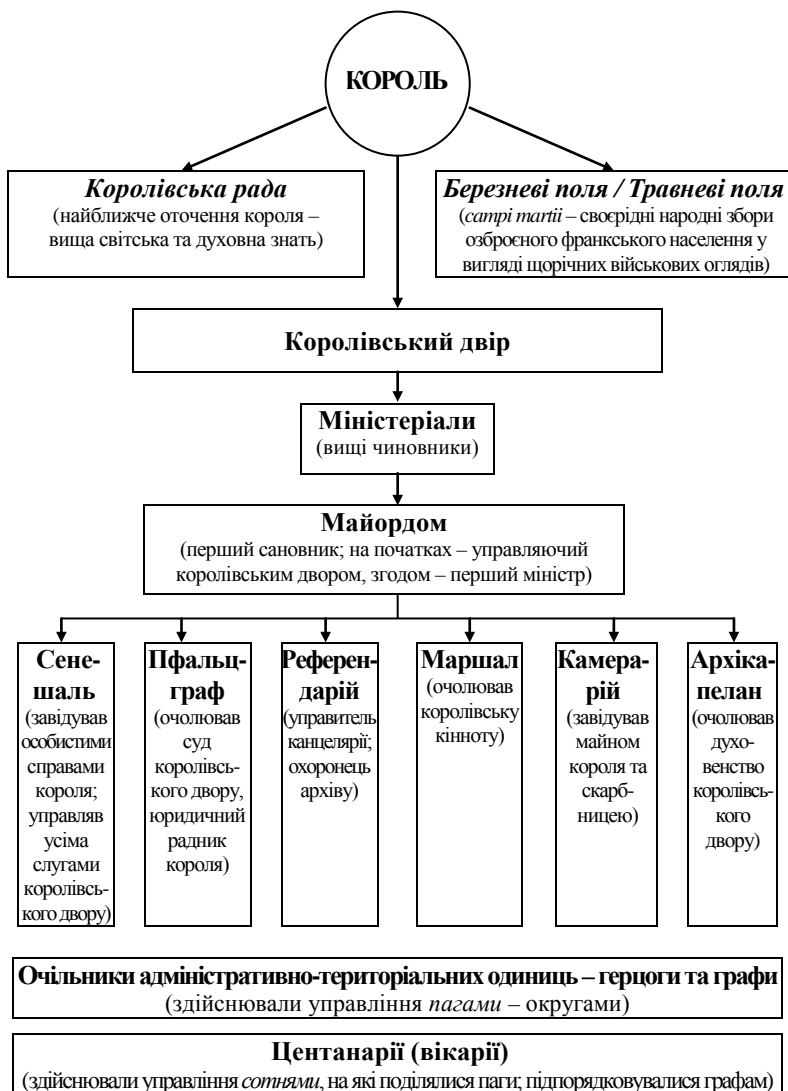 КОРОЛЬ
Королівська рада
(найближче оточення короля –
вища світська та духовна знать)
Березневі поля / Травневі поля
(campi martii – своєрідні народні збори
озброєного франкського населення у
вигляді щорічних військових оглядів)
Королівський двір
Міністеріали
(вищі чиновники)
Майордом
(перший сановник; на початках – управляючий
королівським двором, згодом – перший міністр)
Сене-
шаль
(завідував
особистими
справами
короля;
управляв
усіма
слугами
королівсь-
кого двору)
Пфальц-
граф
(очолював
суд
королівсь-
кого двору,
юридичний
радник
короля)
Референ-
дарій
(управитель
канцелярії;
охоронець
архіву)
Маршал
(очолював
королівську
кінноту)
Камера-
рій
(завідував
майном
короля та
скарб-
ницею)
Архіка-
пелан
(очолював
духо-
венство
королівсь-
кого
двору)
Очільники адміністративно-територіальних одиниць – герцоги та графи
(здійснювали управління пагами – округами)
Центанарії (вікарії)
(здійснювали управління сотнями, на які поділялися паги; підпорядковувалися графам)